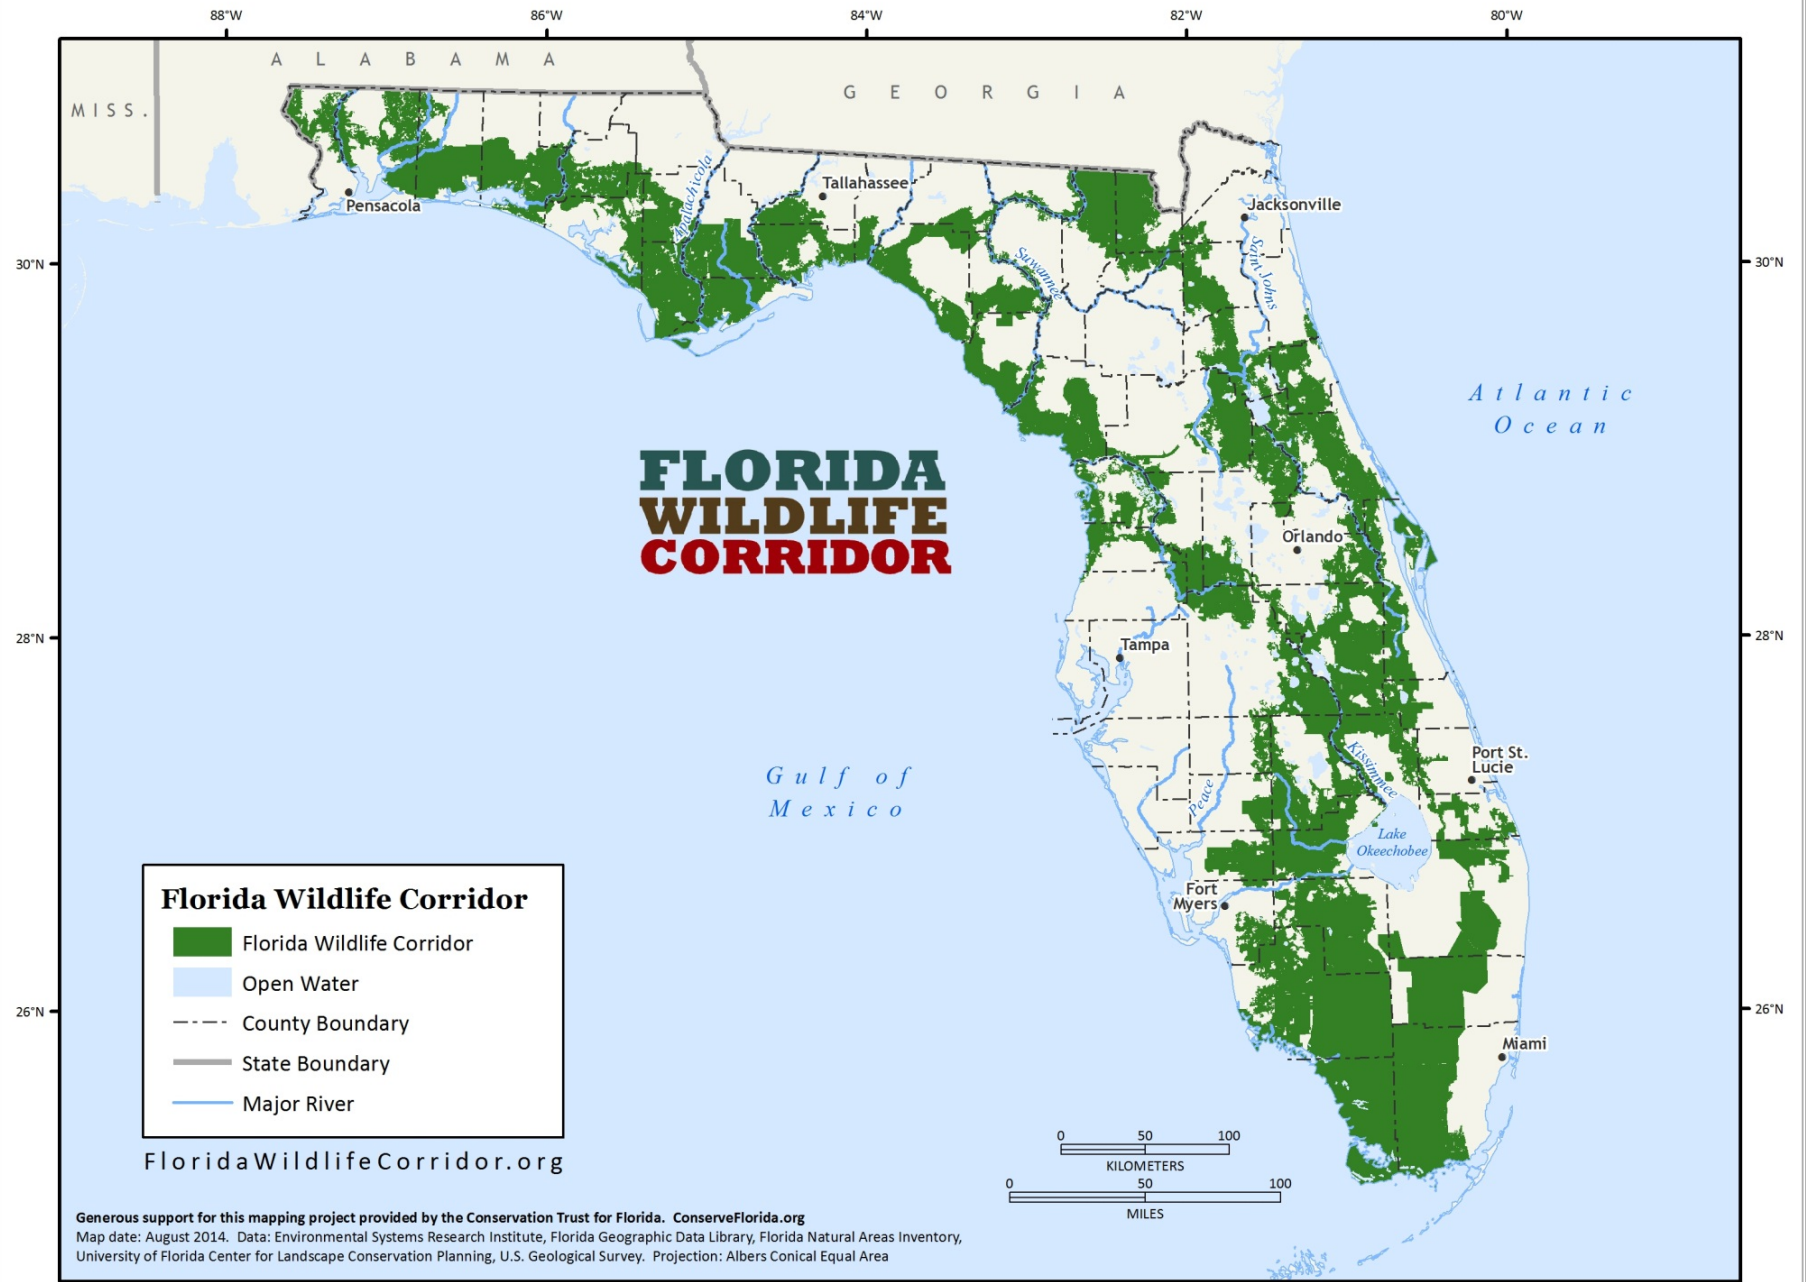 88°W
86°W
84°W
82°W
80°W
ALABAMA
GEORGIA
MISS.
Apalachicola
Tallahassee
Pensacola
Jacksonville
30°N
30°N
Suwannee
Saint Johns
Atlantic
Ocean
FLORIDA
WILDLIFE
CORRIDOR
Orlando
28°N
28°N
Tampa
Gulf of
Mexico
Kissimmee
Port St.
Lucie
Peace
Lake
Okeechobee
Fort
Myers
26°N
26°N
Miami
Florida Wildlife Corridor
Florida Wildlife Corridor
Open Water
County Boundary
State Boundary
Major River
FloridaWildlifeCorridor.org
0 50 100
KILOMETERS
0 50 100
MILES
Generous support for this mapping project provided by the Conservation Trust for Florida. ConserveFlorida.org
Map date: August 2014. Data: Environmental Systems Research Institute, Florida Geographic Data Library, Florida Natural Areas Inventory,
University of Florida Center for Landscape Conservation Planning, U.S. Geological Survey. Projection: Albers Conical Equal Area